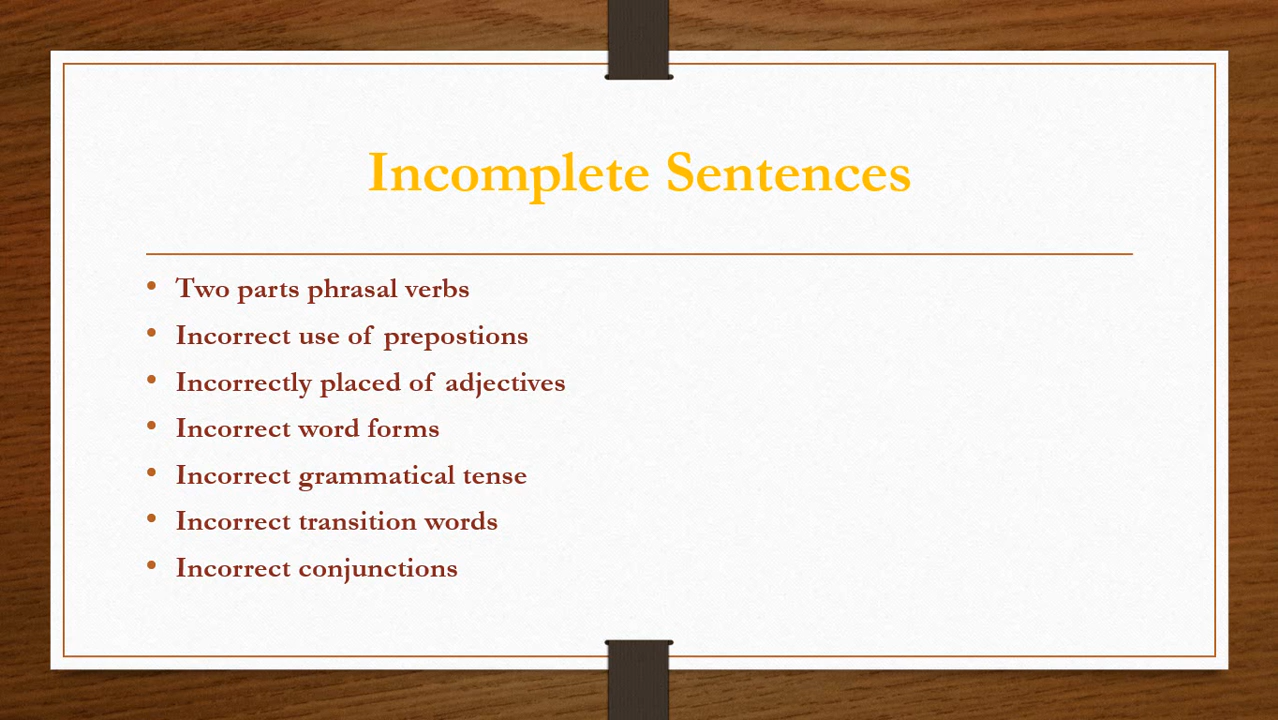 Incomplete Sentences
• Two parts phrasal verbs
• Incorrect use of prepostions
• Incorrectly placed of adjectives
• Incorrect word forms
• Incorrect grammatical tense
• Incorrect transition words
• Incorrect conjunctions